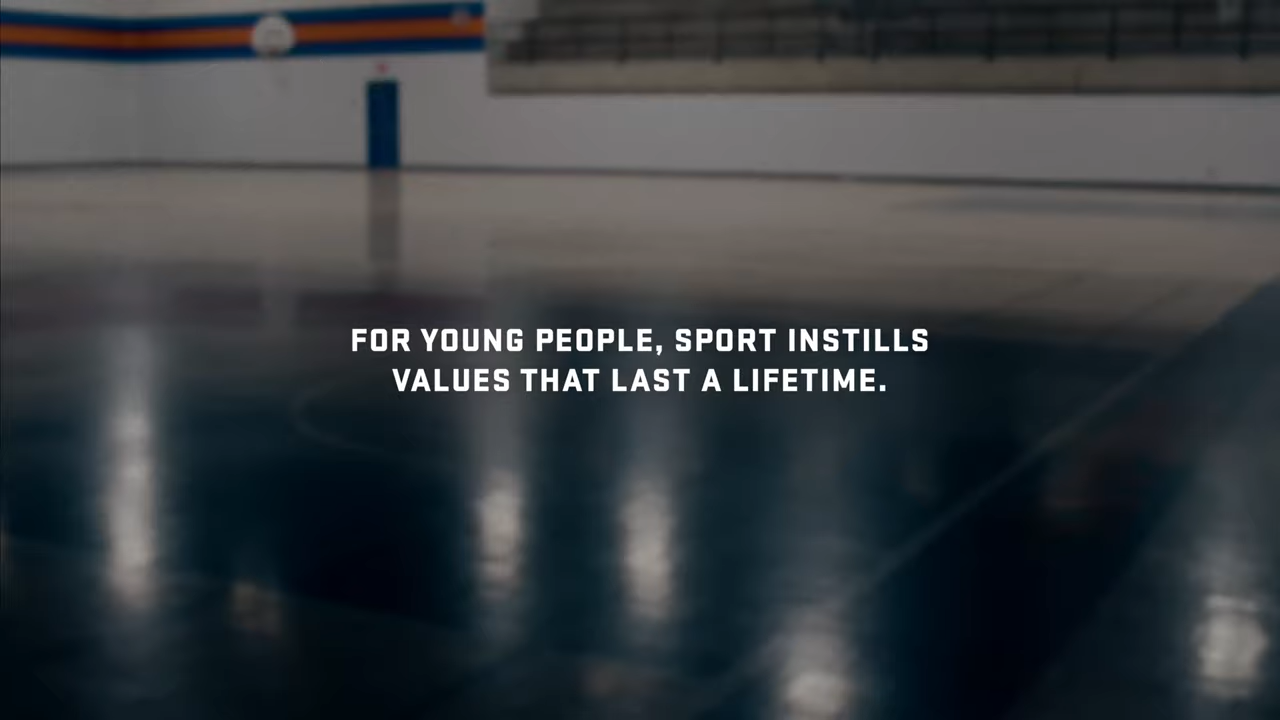 FOR YOUNG PEOPLE, SPORT INSTILLS
VALUES THAT LAST A LIFETIME.